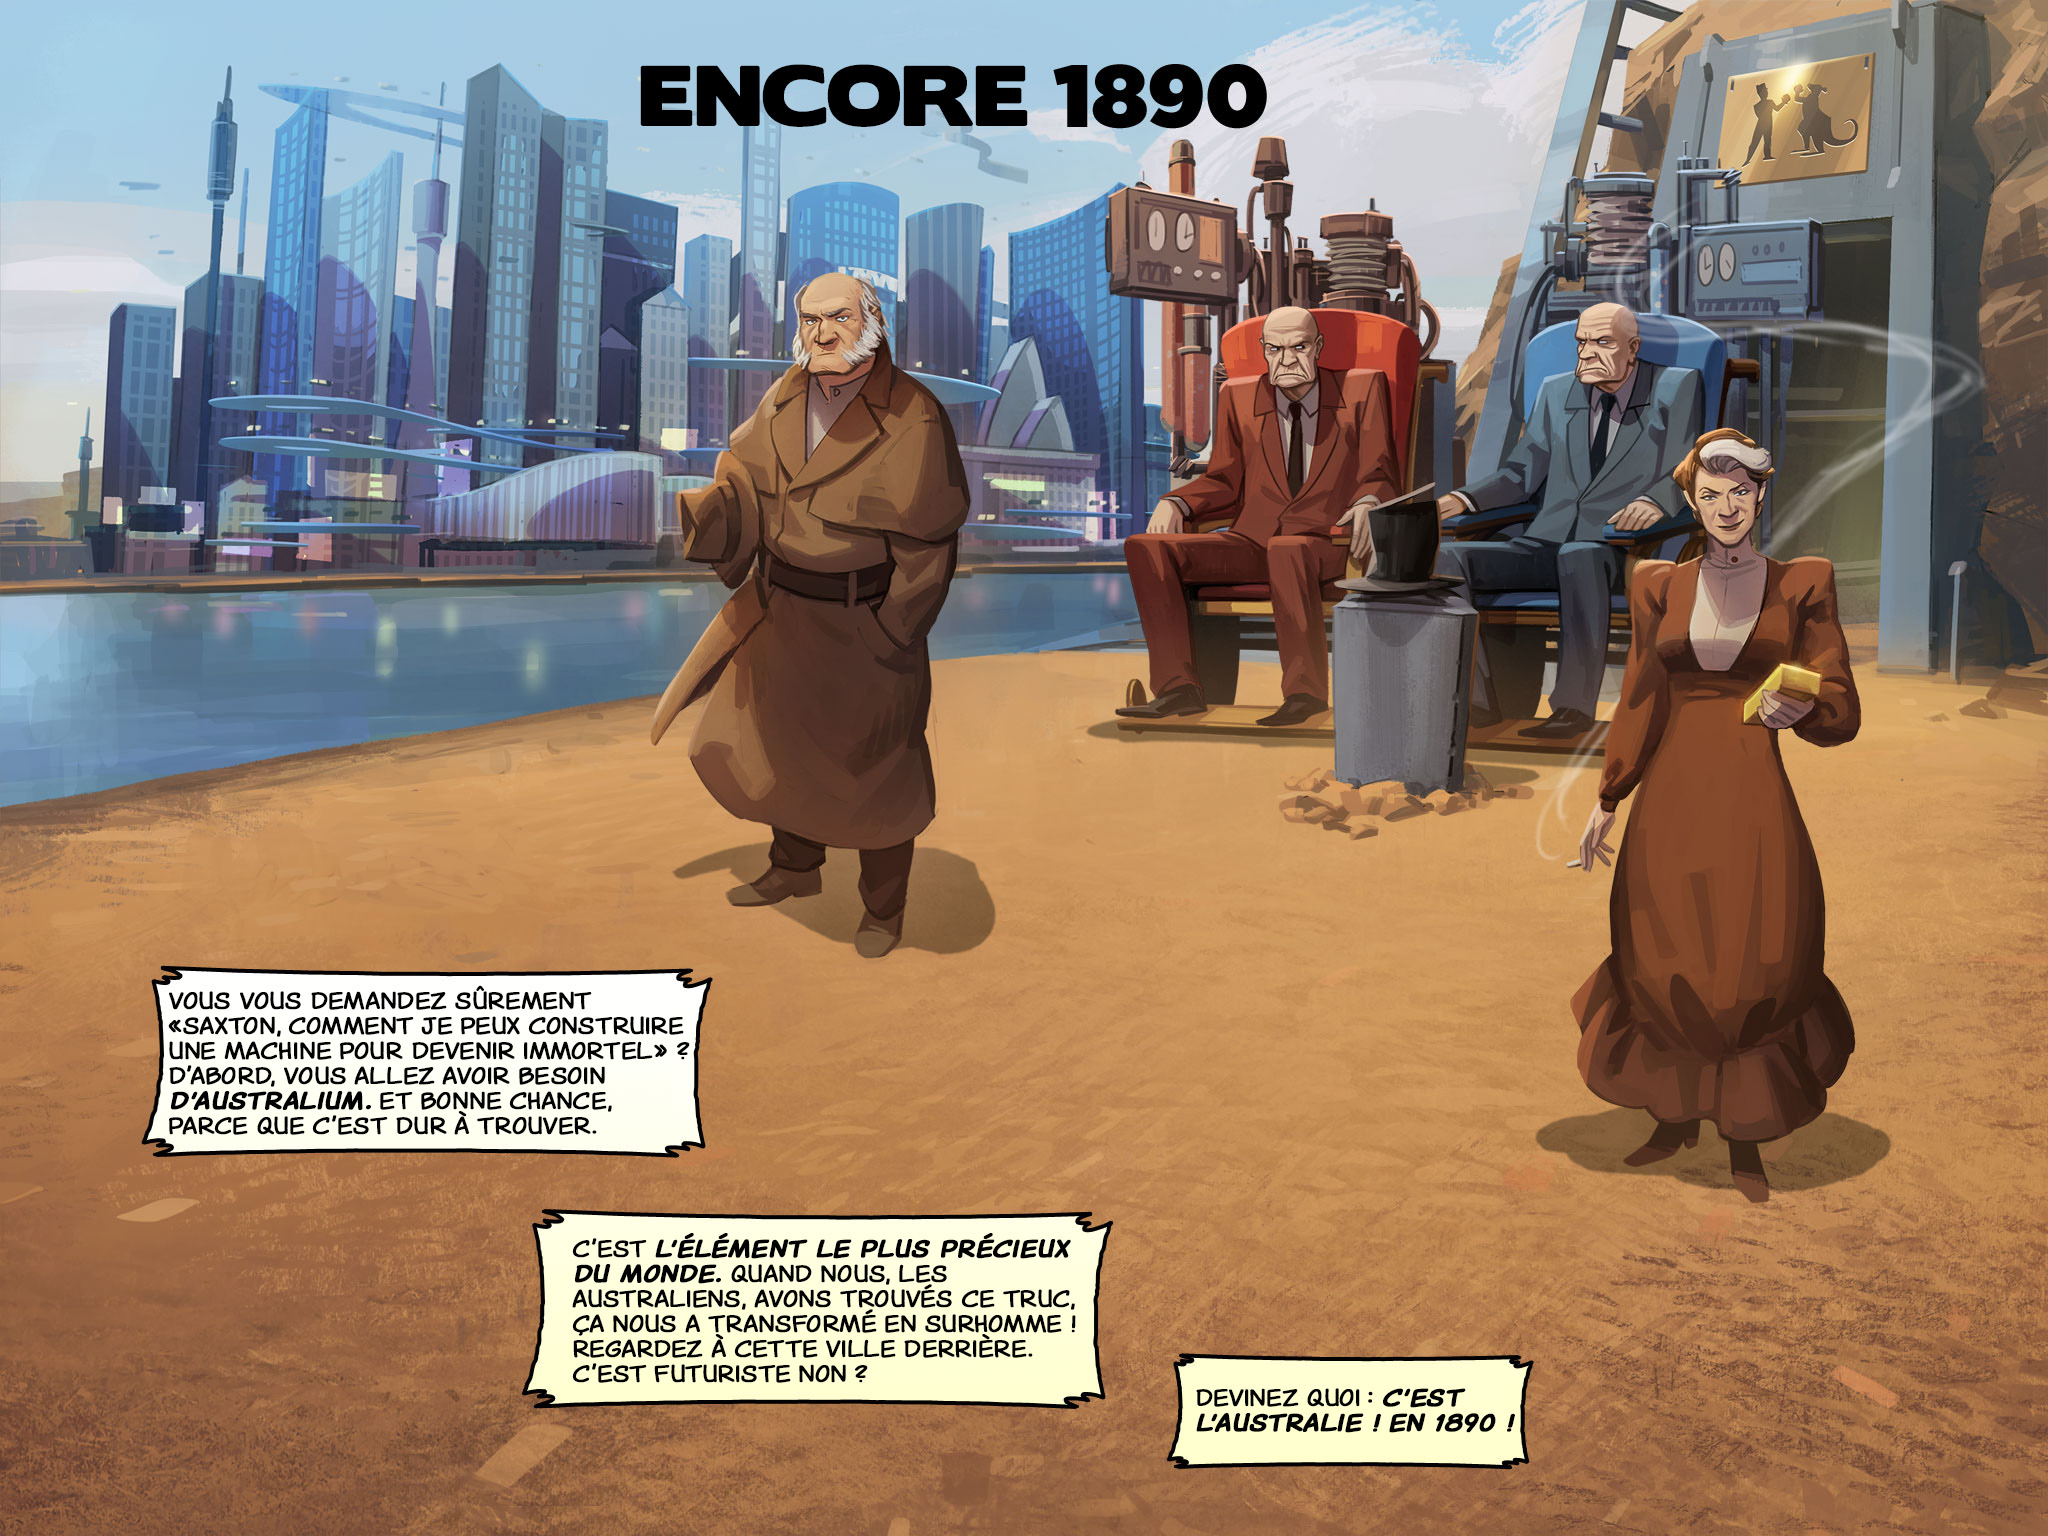 ENCORE 1890
VOUS VOUS DEMANDEZ SÛREMENT
«SAXTON, COMMENT JE PEUX CONSTRUIRE
UNE MACHINE POUR DEVENIR IMMORTEL» ?
D'ABORD, VOUS ALLEZ AVOIR BESOIN
D'AUSTRALIUM. ET BONNE CHANCE,
PARCE QUE C'EST DUR À TROUVER.
C'EST L'ÉLÉMENT LE PLUS PRÉCIEUX
DU MONDE. QUAND NOUS, LES
AUSTRALIENS, AVONS TROUVÉS CE TRUC,
ÇA NOUS A TRANSFORMÉ EN SURHOMME !
REGARDEZ À CETTE VILLE DERRIÈRE.
C'EST FUTURISTE NON ?
DEVINEZ QUOI : C'EST
L'AUSTRALIE ! EN 1890 !